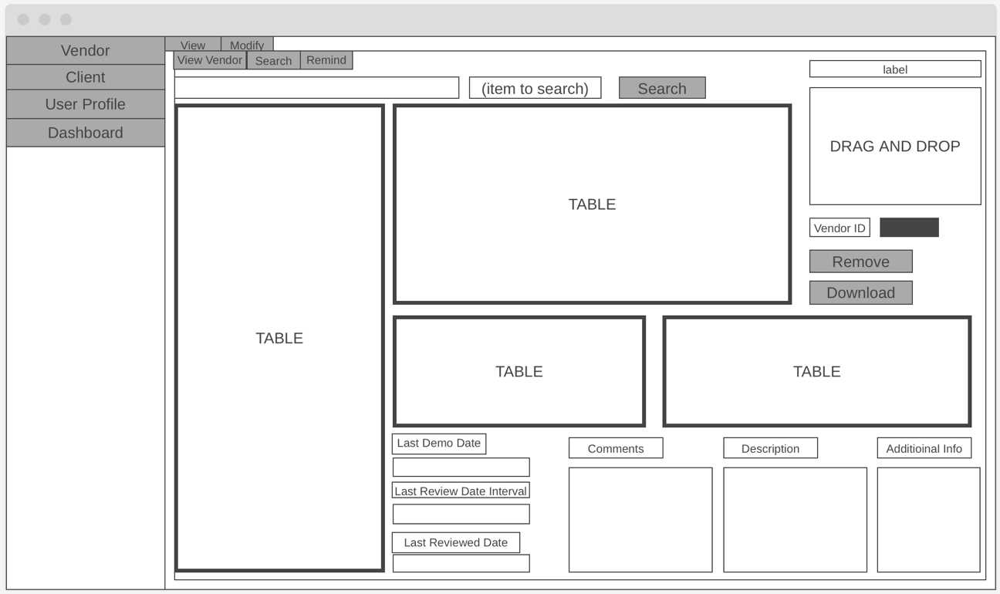 Vendor
Client
User Profile
Dashboard
View
Modify
View Vendor
Search
Remind
(item to search)
Search
label
DRAG AND DROP
TABLE
TABLE
Vendor ID
Remove
Download
TABLE
TABLE
Last Demo Date
Last Review Date Interval
Last Reviewed Date
Comments
Description
Additioinal Info